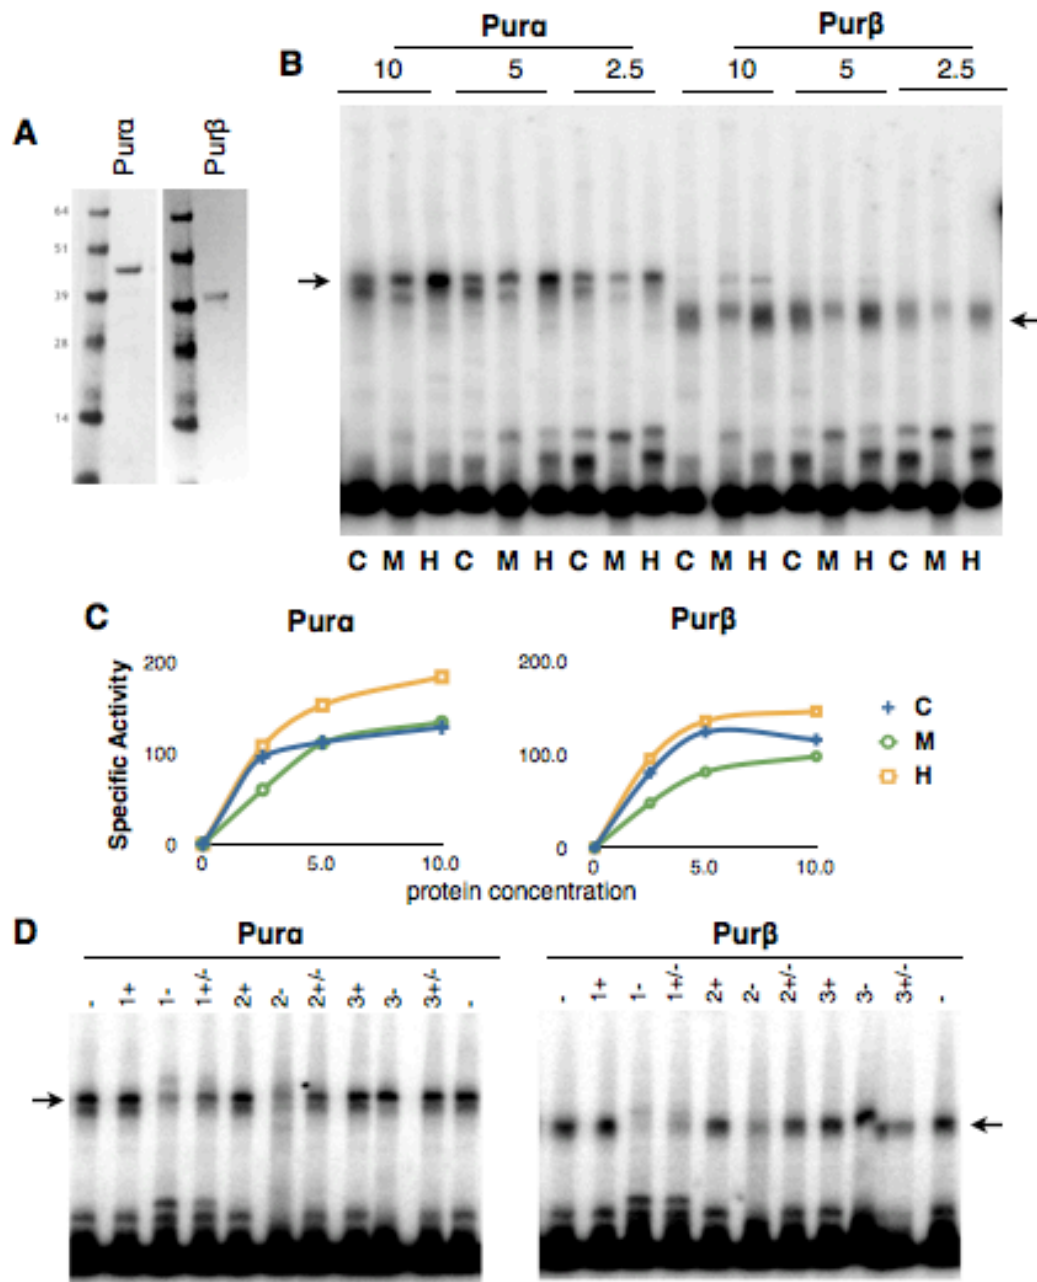 Purα Purβ
B 10 5 2.5 10 5 2.5
A Purα Purβ
64
51
39
28
14
C M H C M H C M H C M H C M H C M H
C Purα Purβ
Specific Activity
200 200.0
100 100.0
0 0
0 5.0 10.0 0 5.0 10.0
protein concentration
C
M
H
D Purα Purβ
- 1+ 1- 1+/- 2+ 2- 2+/- 3+ 3- 3+/- - - 1+ 1- 1+/- 2+ 2- 2+/- 3+ 3- 3+/- -